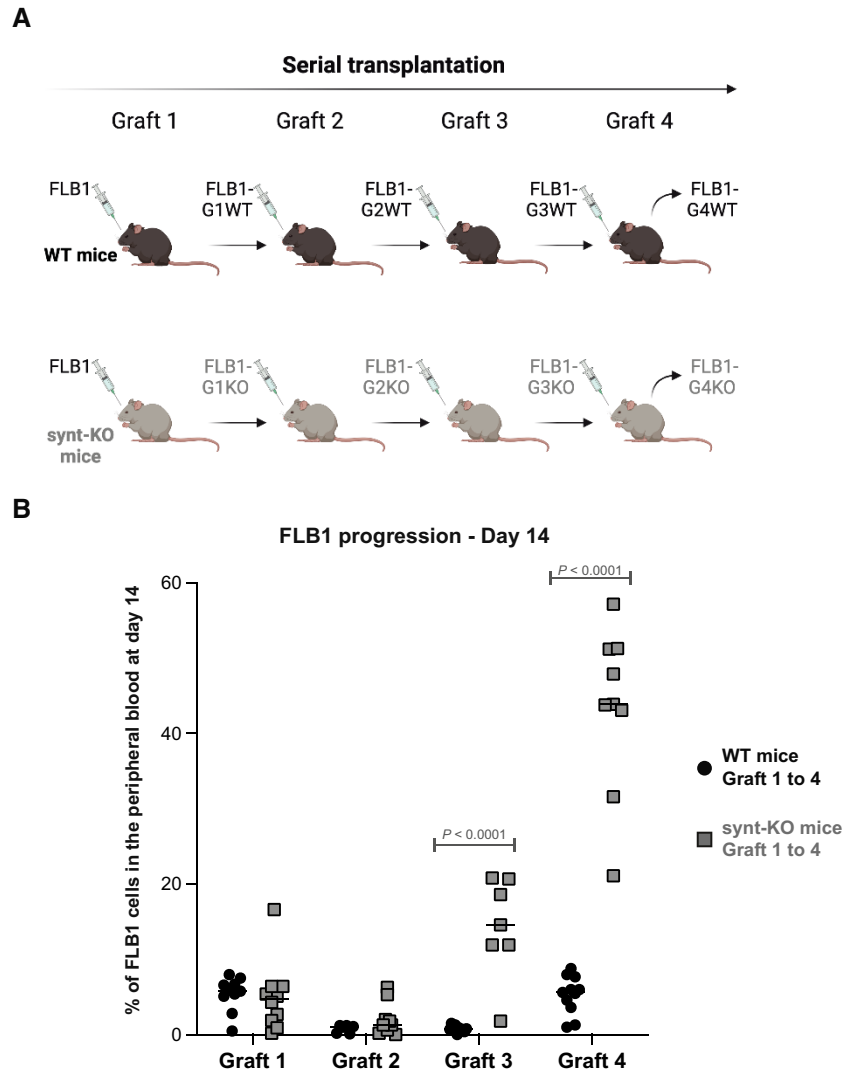 A
Serial transplantation
Graft 1 Graft 2 Graft 3 Graft 4
FLB1 FLB1- FLB1- FLB1- FLB1-
G1WT G2WT G3WT G4WT
WT mice
FLB1 FLB1- FLB1- FLB1- FLB1-
G1KO G2KO G3KO G4KO
synt-KO
mice
B
FLB1 progression - Day 14
% of FLB1 cells in the peripheral blood at day 14
60
40
20
0
P < 0.0001
P < 0.0001
Graft 1 Graft 2 Graft 3 Graft 4
WT mice
Graft 1 to 4
synt-KO mice
Graft 1 to 4